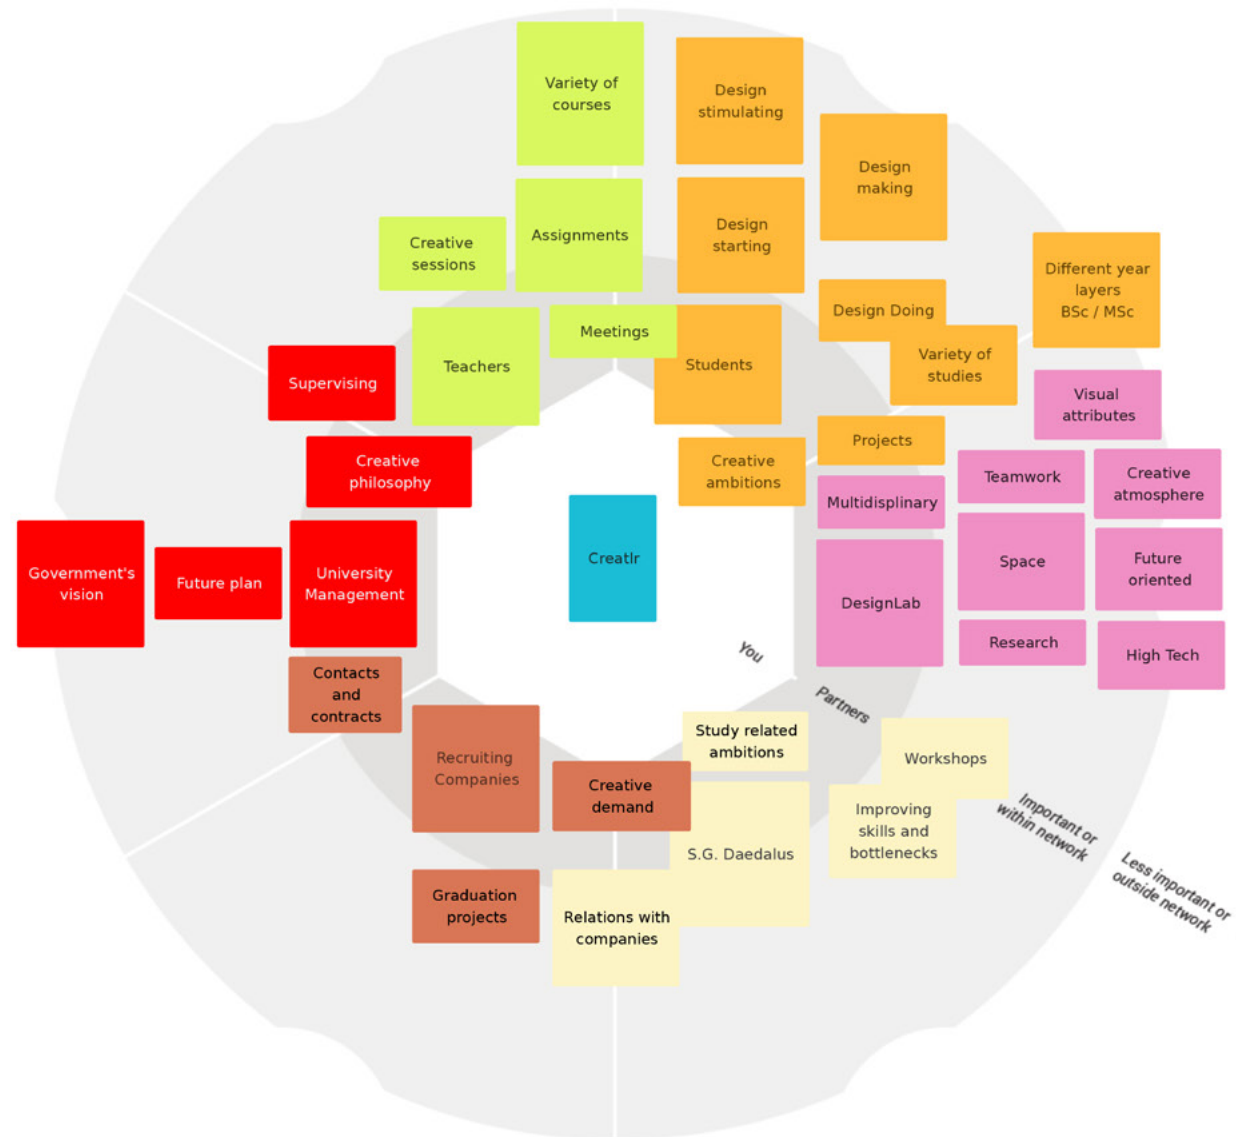 Variety of
courses
Design
stimulating
Design
making
Creative
sessions
Assignments
Design
starting
Different year
layers
BSc / MSc
Design Doing
Meetings
Teachers
Students
Variety of
studies
Supervising
Visual
attributes
Creative
philosophy
Creative
ambitions
Projects
Teamwork
Creative
atmosphere
Multidisplinary
Government's
vision
Future plan
University
Management
CreatIr
DesignLab
Space
Future
oriented
Research
High Tech
You
Partners
Important or
within network
Less important or
outside network
Contacts
and
contracts
Recruiting
Companies
Creative
demand
Study related
ambitions
Workshops
S.G. Daedalus
Improving
skills and
bottlenecks
Graduation
projects
Relations with
companies